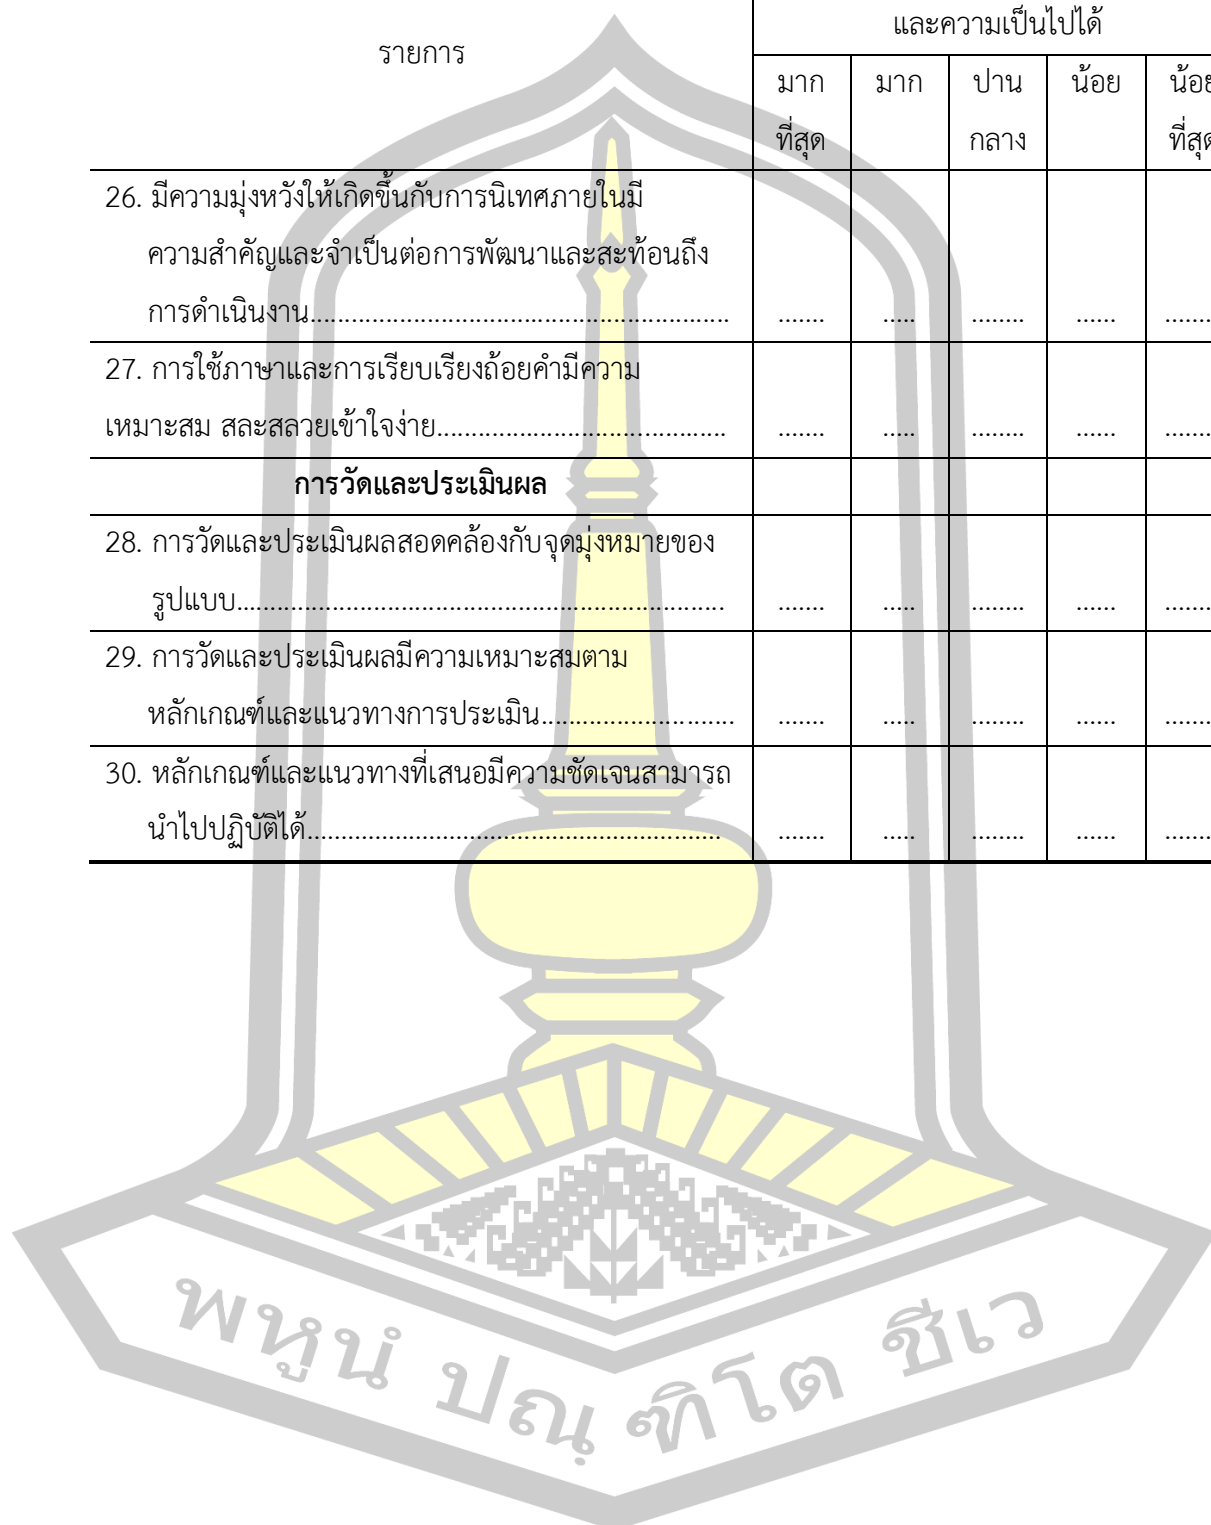 และความเป็นไปได้
รายการ
มาก มาก ปาน น้อย น้อย
ที่สุด กลาง ที่สุด
26. มีความมุ่งหวังให้เกิดขึ้นกับการนิเทศภายในมี
ความสำคัญและจำเป็นต่อการพัฒนาและสะท้อนถึง
การดำเนินงาน............................................................. ....... ..... ........ ...... .......
27. การใช้ภาษาและการเรียบเรียงถ้อยคำมีความ
เหมาะสม สละสลวยเข้าใจง่าย.......................................... ....... ..... ........ ...... .......
การวัดและประเมินผล
28. การวัดและประเมินผลสอดคล้องกับจุดมุ่งหมายของ
รูปแบบ....................................................................... ....... ..... ........ ...... .......
29. การวัดและประเมินผลมีความเหมาะสมตาม
หลักเกณฑ์และแนวทางการประเมิน............................ ....... ..... ........ ...... .......
30. หลักเกณฑ์และแนวทางที่เสนอมีความชัดเจนสามารถ
นำไปปฏิบัติได้............................................................ ....... ..... ........ ...... .......
พหูนํ ปณฺฑิโต ชีเว